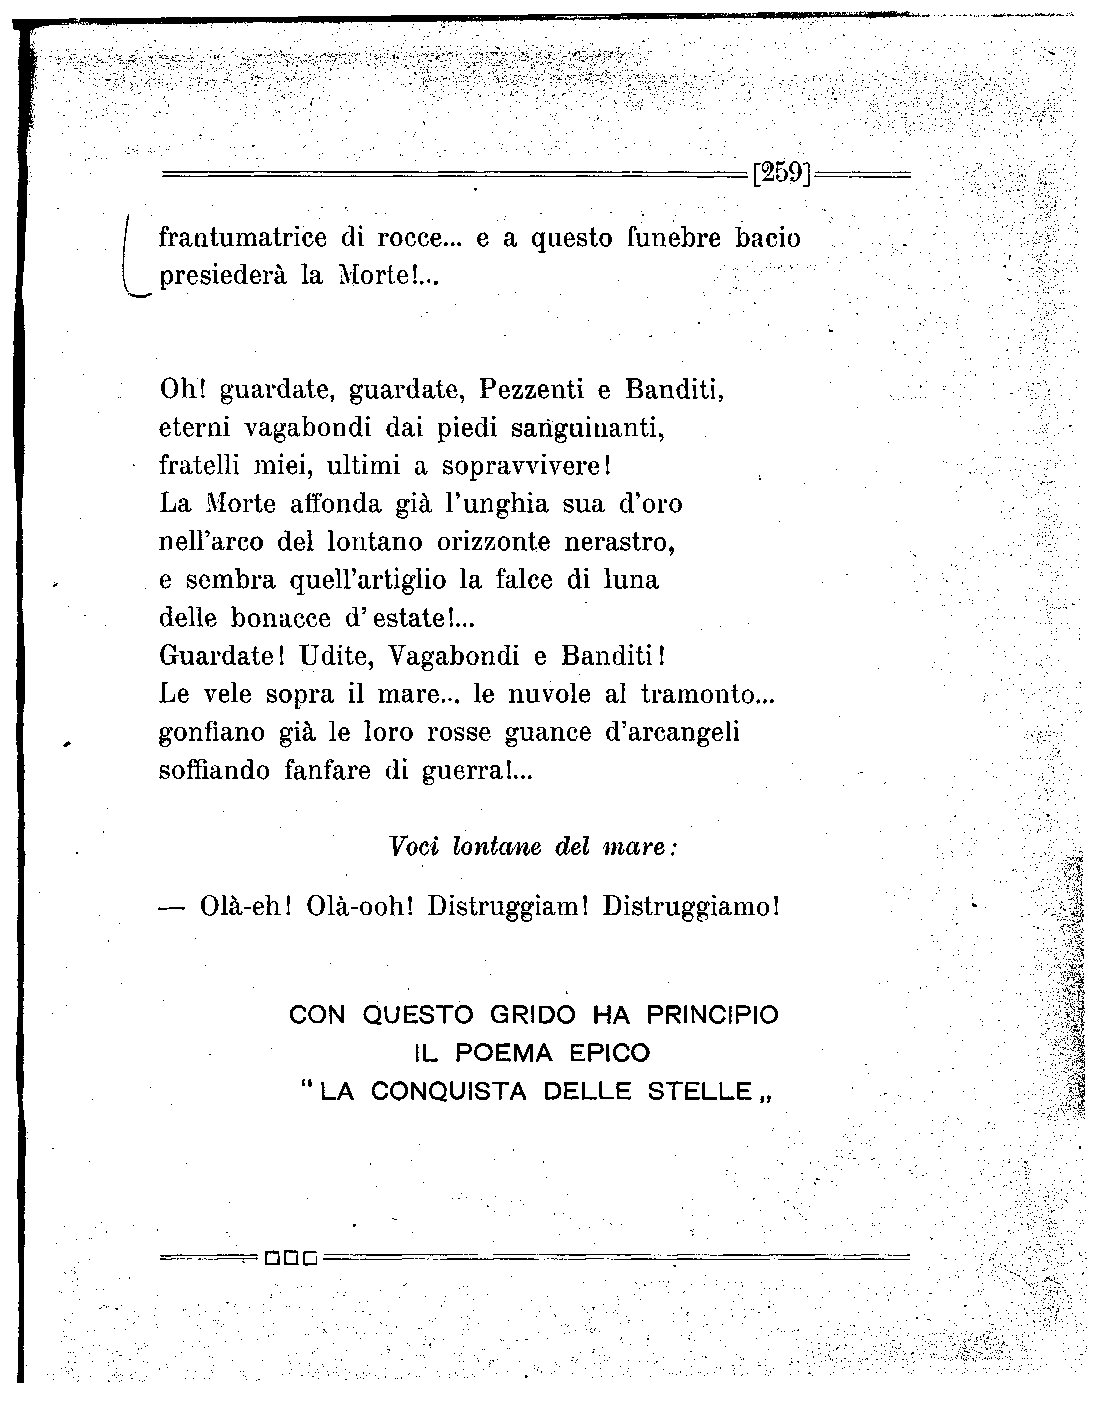 [259]
frantumatrice di rocce... e a questo funebre bacio
presiederà la Morte!...
Oh! guardate, guardate, Pezzenti e Banditi,
eterni vagabondi dai piedi sanguinanti,
fratelli miei, ultimi a sopravvivere!
La Morte affonda già l'unghia sua d'oro
nell'arco del lontano orizzonte nerastro,
e sembra quell'artiglio la falce di luna
delle bonacce d' estate!...
Guardate! Udite, Vagabondi e Banditi!
Le vele sopra il mare... le nuvole al tramonto...
gonfiano già le loro rosse guance d'arcangeli
soffiando fanfare di guerra!...
Voci lontane del mare:
— Olà-eh! Olà-ooh! Distruggiam! Distruggiamo!
CON QUESTO GRIDO HA PRINCIPIO
IL POEMA EPICO
“ LA CONQUISTA DELLE STELLE „